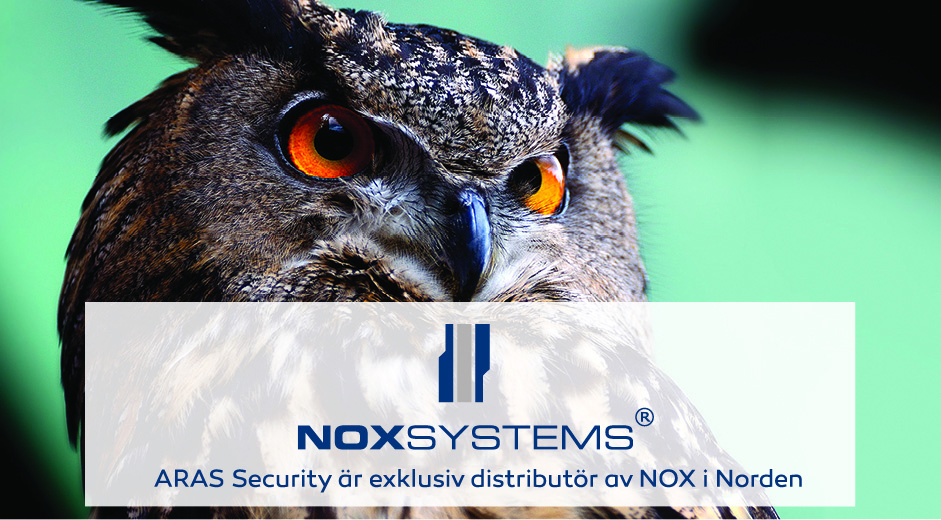 NOXSYSTEMS®
ARAS Security är exklusiv distributör av NOX i Norden